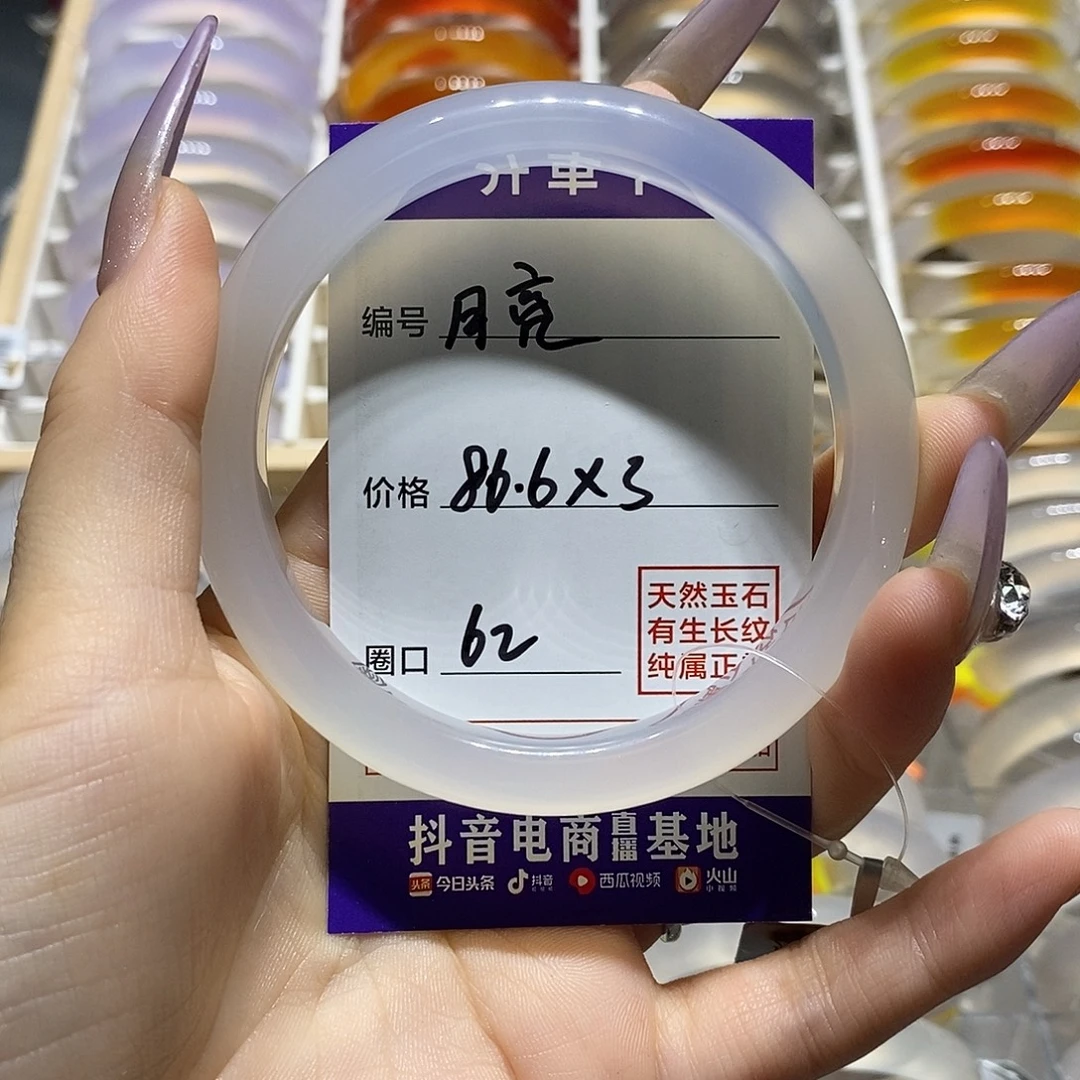 编号 月亮
价格 86.6×3
圈口 62
天然玉石
有生长纹
纯属正
抖音电商直播基地
头条 今日头条 抖音 西瓜视频 火山